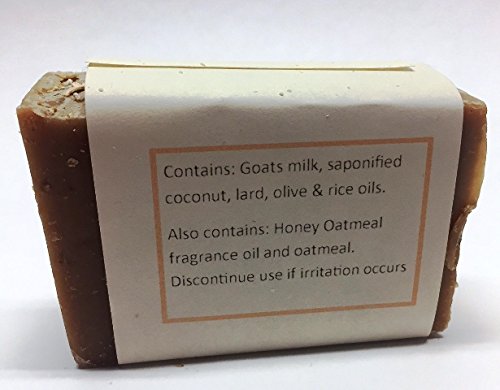 Contains: Goats milk, saponified
coconut, lard, olive & rice oils.
Also contains: Honey Oatmeal
fragrance oil and oatmeal.
Discontinue use if irritation occurs